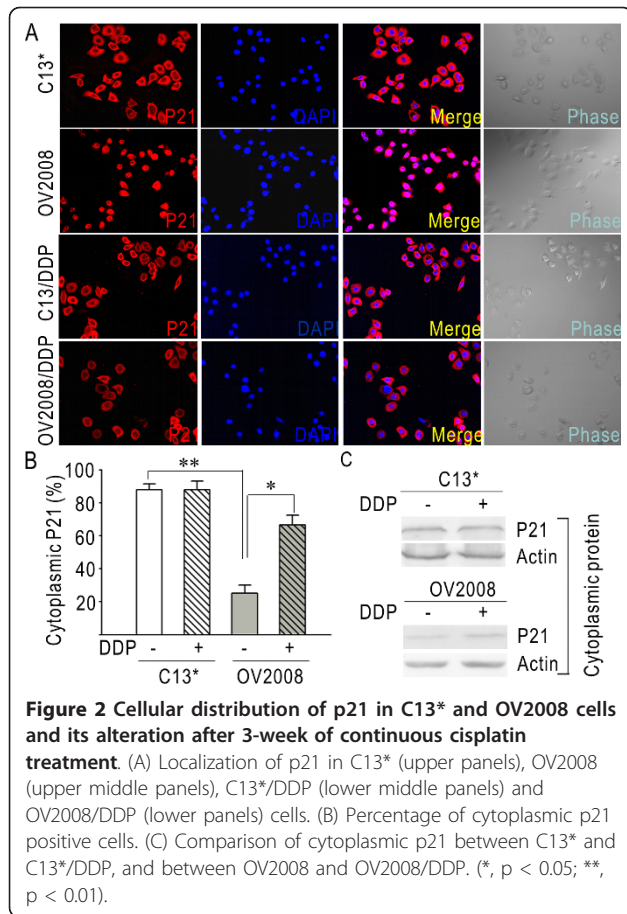 A
C13*
P21
DAPI
Merge
Phase
OV2008
P21
DAPI
Merge
Phase
C13/DDP
P21
DAPI
Merge
Phase
OV2008/DDP
P21
DAPI
Merge
Phase
B
Cytoplasmic P21 (%)
100
80
60
40
20
**
*
DDP - + - +
C13* OV2008
C
C13*
DDP - +
P21
Actin
OV2008
DDP - +
P21
Actin
Cytoplasmic protein
Figure 2 Cellular distribution of p21 in C13* and OV2008 cells
and its alteration after 3-week of continuous cisplatin
treatment. (A) Localization of p21 in C13* (upper panels), OV2008
(upper middle panels), C13*/DDP (lower middle panels) and
OV2008/DDP (lower panels) cells. (B) Percentage of cytoplasmic p21
positive cells. (C) Comparison of cytoplasmic p21 between C13* and
C13*/DDP, and between OV2008 and OV2008/DDP. (*, p < 0.05; **,
p < 0.01).